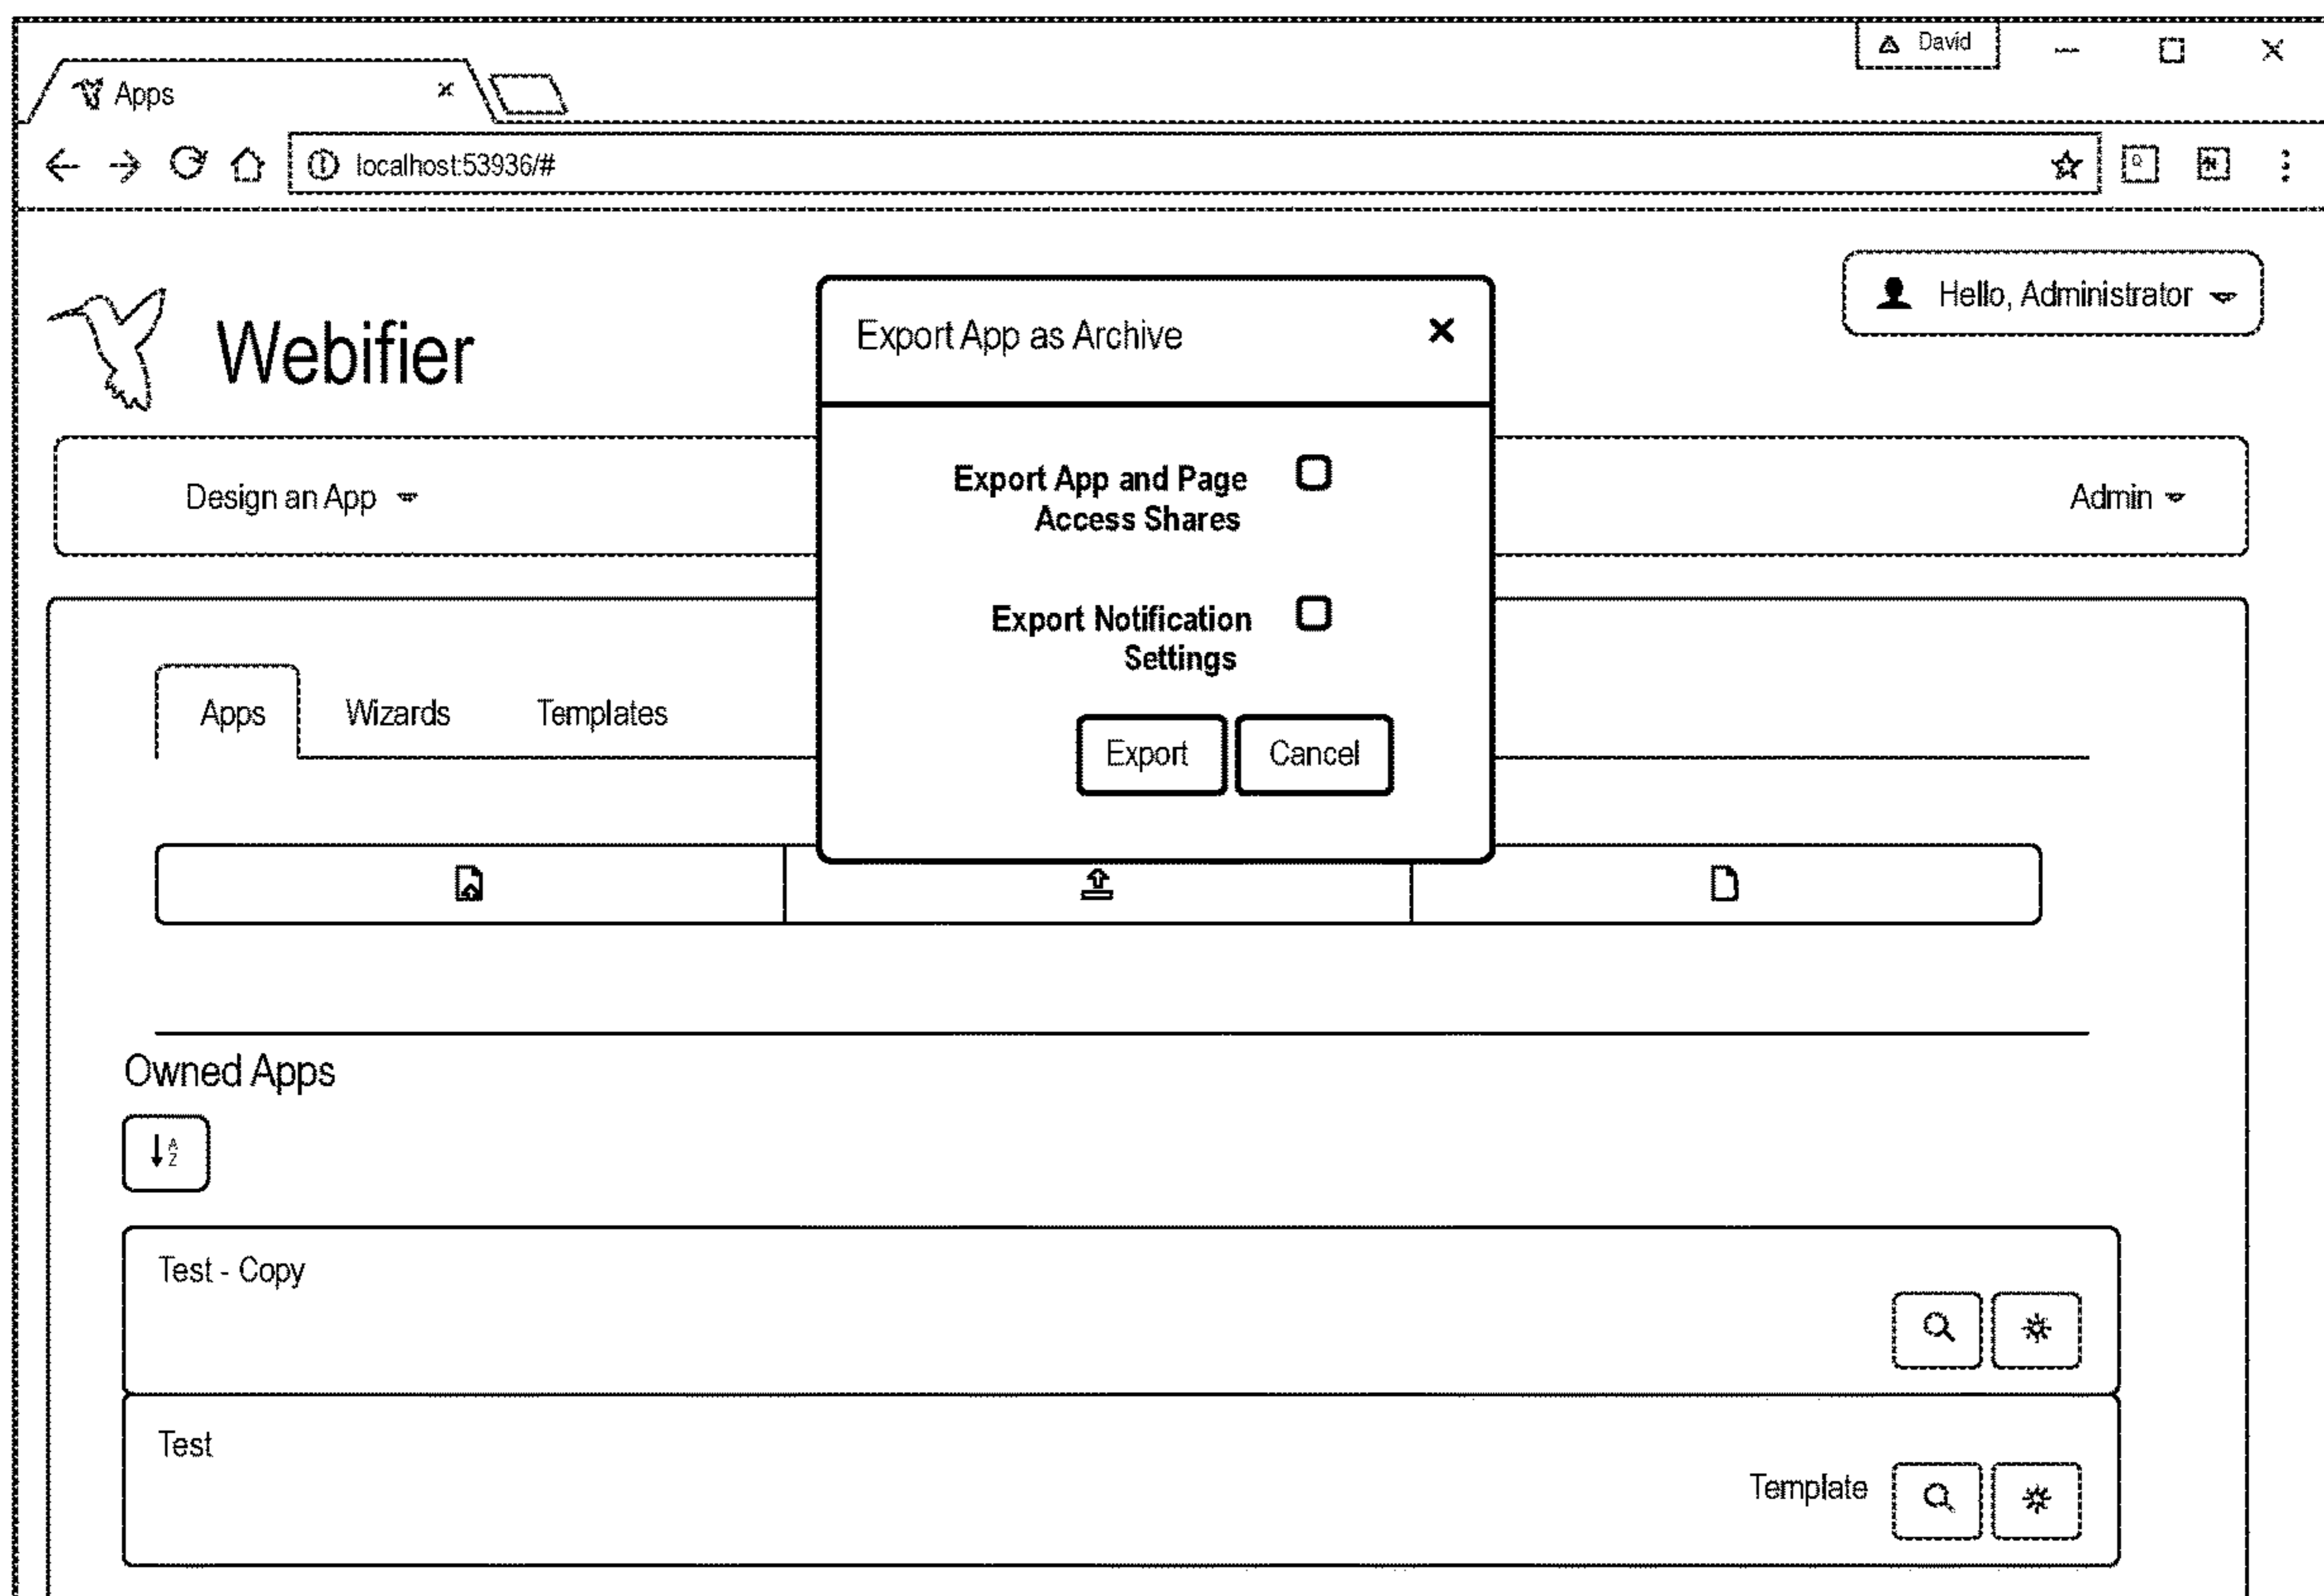 David
Apps
localhost:53936/#
Hello, Administrator
Webifier
Export App as Archive
Design an App
Admin
Export App and Page
Access Shares
Export Notification
Settings
Export Cancel
Apps Wizards Templates
Owned Apps
A
Z
Test - Copy
Test
Template